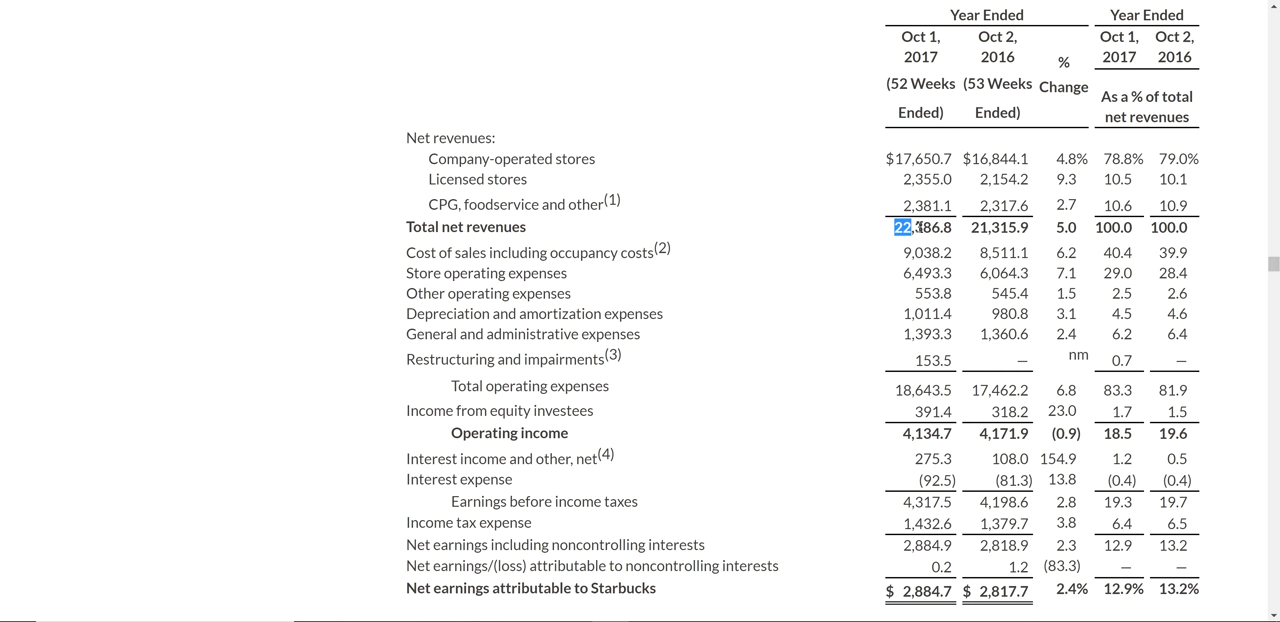 Year Ended Year Ended
Oct 1, Oct 2, Oct 1, Oct 2,
2017 2016 % 2017 2016
(52 Weeks (53 Weeks Change As a % of total
Ended) Ended) net revenues
Net revenues:
Company-operated stores $17,650.7 $16,844.1 4.8% 78.8% 79.0%
Licensed stores 2,355.0 2,154.2 9.3 10.5 10.1
CPG, foodservice and other(1) 2,381.1 2,317.6 2.7 10.6 10.9
Total net revenues 22,386.8 21,315.9 5.0 100.0 100.0
Cost of sales including occupancy costs(2) 9,038.2 8,511.1 6.2 40.4 39.9
Store operating expenses 6,493.3 6,064.3 7.1 29.0 28.4
Other operating expenses 553.8 545.4 1.5 2.5 2.6
Depreciation and amortization expenses 1,011.4 980.8 3.1 4.5 4.6
General and administrative expenses 1,393.3 1,360.6 2.4 6.2 6.4
Restructuring and impairments(3) 153.5 — nm 0.7 —
Total operating expenses 18,643.5 17,462.2 6.8 83.3 81.9
Income from equity investees 391.4 318.2 23.0 1.7 1.5
Operating income 4,134.7 4,171.9 (0.9) 18.5 19.6
Interest income and other, net(4) 275.3 108.0 154.9 1.2 0.5
Interest expense (92.5) (81.3) 13.8 (0.4) (0.4)
Earnings before income taxes 4,317.5 4,198.6 2.8 19.3 19.7
Income tax expense 1,432.6 1,379.7 3.8 6.4 6.5
Net earnings including noncontrolling interests 2,884.9 2,818.9 2.3 12.9 13.2
Net earnings/(loss) attributable to noncontrolling interests 0.2 1.2 (83.3) — —
Net earnings attributable to Starbucks $ 2,884.7 $ 2,817.7 2.4% 12.9% 13.2%